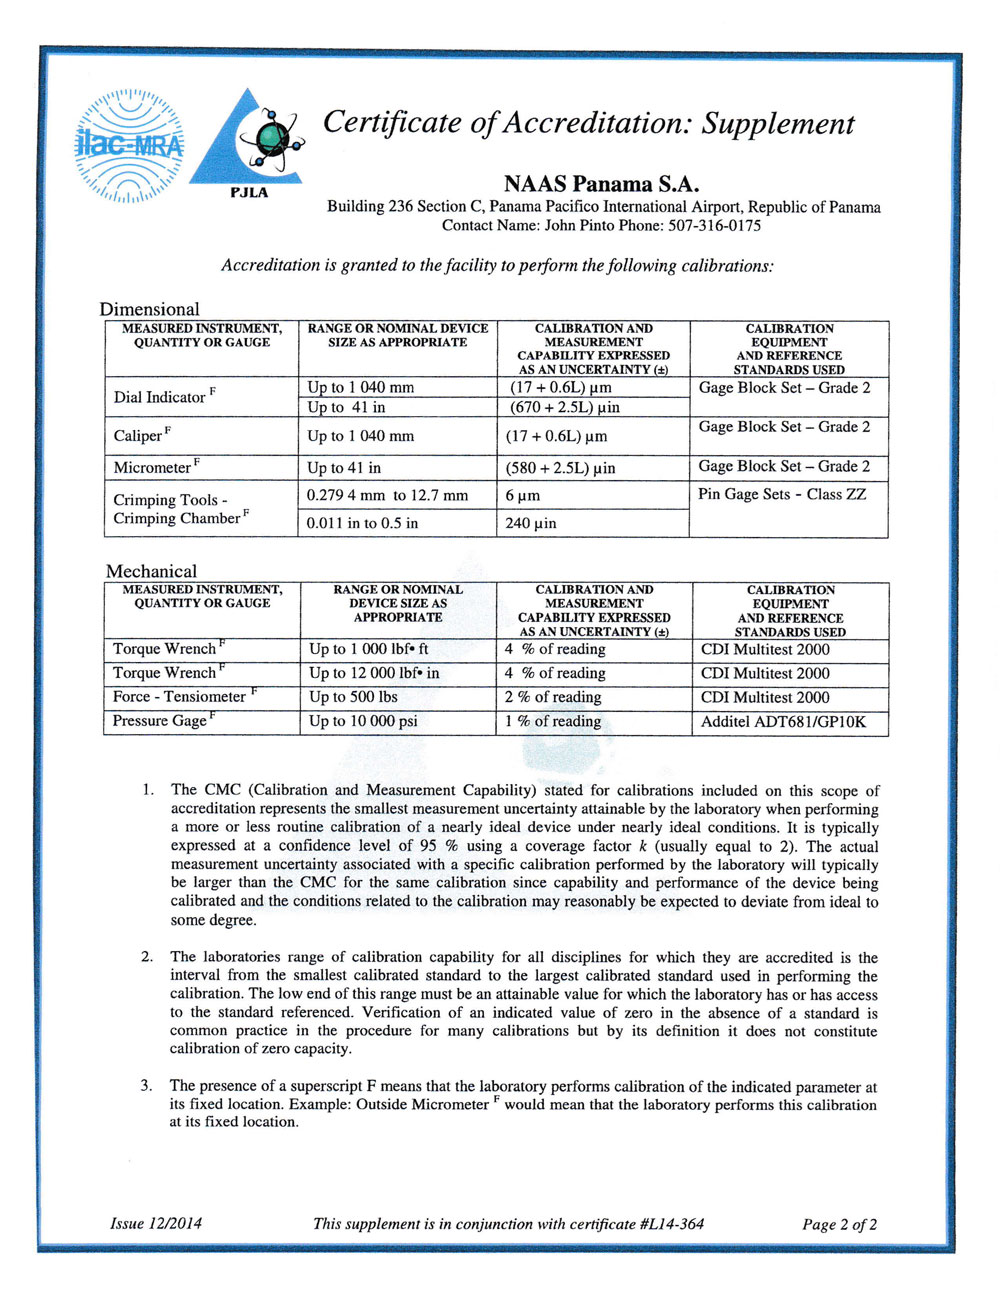 ilac-MRA
PJLA
Certificate of Accreditation: Supplement
NAAS Panama S.A.
Building 236 Section C, Panama Pacifico International Airport, Republic of Panama
Contact Name: John Pinto Phone: 507-316-0175
Accreditation is granted to the facility to perform the following calibrations:
Dimensional
MEASURED INSTRUMENT, QUANTITY OR GAUGE | RANGE OR NOMINAL DEVICE SIZE AS APPROPRIATE | CALIBRATION AND MEASUREMENT CAPABILITY EXPRESSED AS AN UNCERTAINTY (±) | CALIBRATION EQUIPMENT AND REFERENCE STANDARDS USED
Dial Indicator F | Up to 1 040 mm | (17 + 0.6L) µm | Gage Block Set – Grade 2
Up to 41 in | (670 + 2.5L) µin
Caliper F | Up to 1 040 mm | (17 + 0.6L) µm | Gage Block Set – Grade 2
Micrometer F | Up to 41 in | (580 + 2.5L) µin | Gage Block Set – Grade 2
Crimping Tools - Crimping Chamber F | 0.279 4 mm to 12.7 mm | 6 µm | Pin Gage Sets - Class ZZ
0.011 in to 0.5 in | 240 µin
Mechanical
MEASURED INSTRUMENT, QUANTITY OR GAUGE | RANGE OR NOMINAL DEVICE SIZE AS APPROPRIATE | CALIBRATION AND MEASUREMENT CAPABILITY EXPRESSED AS AN UNCERTAINTY (±) | CALIBRATION EQUIPMENT AND REFERENCE STANDARDS USED
Torque Wrench F | Up to 1 000 lbf• ft | 4 % of reading | CDI Multitest 2000
Torque Wrench F | Up to 12 000 lbf• in | 4 % of reading | CDI Multitest 2000
Force - Tensiometer F | Up to 500 lbs | 2 % of reading | CDI Multitest 2000
Pressure Gage F | Up to 10 000 psi | 1 % of reading | Additel ADT681/GP10K
1. The CMC (Calibration and Measurement Capability) stated for calibrations included on this scope of
accreditation represents the smallest measurement uncertainty attainable by the laboratory when performing
a more or less routine calibration of a nearly ideal device under nearly ideal conditions. It is typically
expressed at a confidence level of 95 % using a coverage factor k (usually equal to 2). The actual
measurement uncertainty associated with a specific calibration performed by the laboratory will typically
be larger than the CMC for the same calibration since capability and performance of the device being
calibrated and the conditions related to the calibration may reasonably be expected to deviate from ideal to
some degree.
2. The laboratories range of calibration capability for all disciplines for which they are accredited is the
interval from the smallest calibrated standard to the largest calibrated standard used in performing the
calibration. The low end of this range must be an attainable value for which the laboratory has or has access
to the standard referenced. Verification of an indicated value of zero in the absence of a standard is
common practice in the procedure for many calibrations but by its definition it does not constitute
calibration of zero capacity.
3. The presence of a superscript F means that the laboratory performs calibration of the indicated parameter at
its fixed location. Example: Outside Micrometer F would mean that the laboratory performs this calibration
at its fixed location.
Issue 12/2014 This supplement is in conjunction with certificate #L14-364 Page 2 of 2